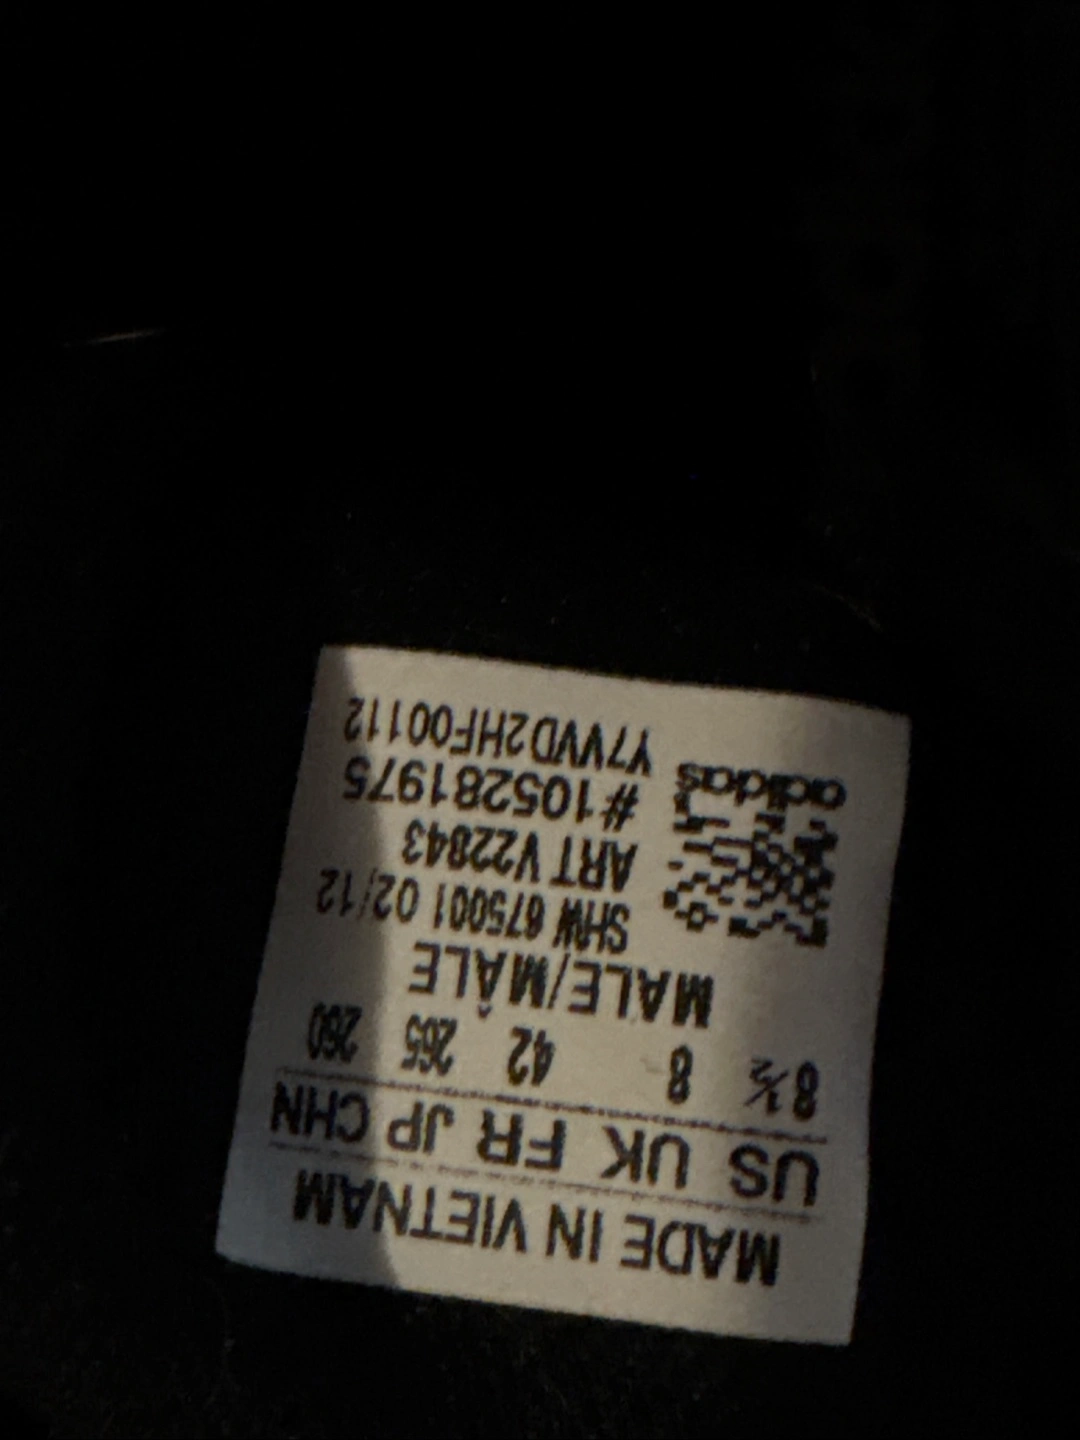 MADE IN VIETNAM
US UK FR JP CHN
8½ 8 42 265 260
MALE/MÂLE
SHW 675001 02/12
ART V22843
#105281975
Y7VVD2HF00112
adidas